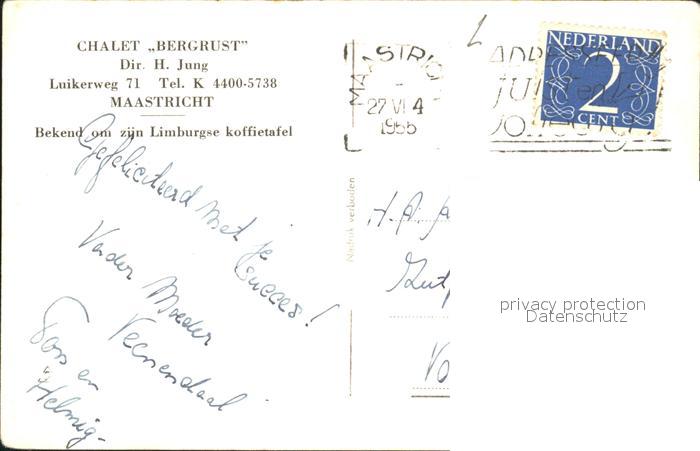 CHALET „BERGRUST”
Dir. H. Jung
Luikerweg 71 Tel. K 4400-5738
MAASTRICHT
Bekend om zijn Limburgse koffietafel
Gefeliciteerd met je
succes!
Vader Moeder
Veenendaal
en
Helmig-
MAASTRICHT
27 VI 4
1955
NEDERLAND
2
CENT
Nadruk verboden
privacy protection
Datenschutz